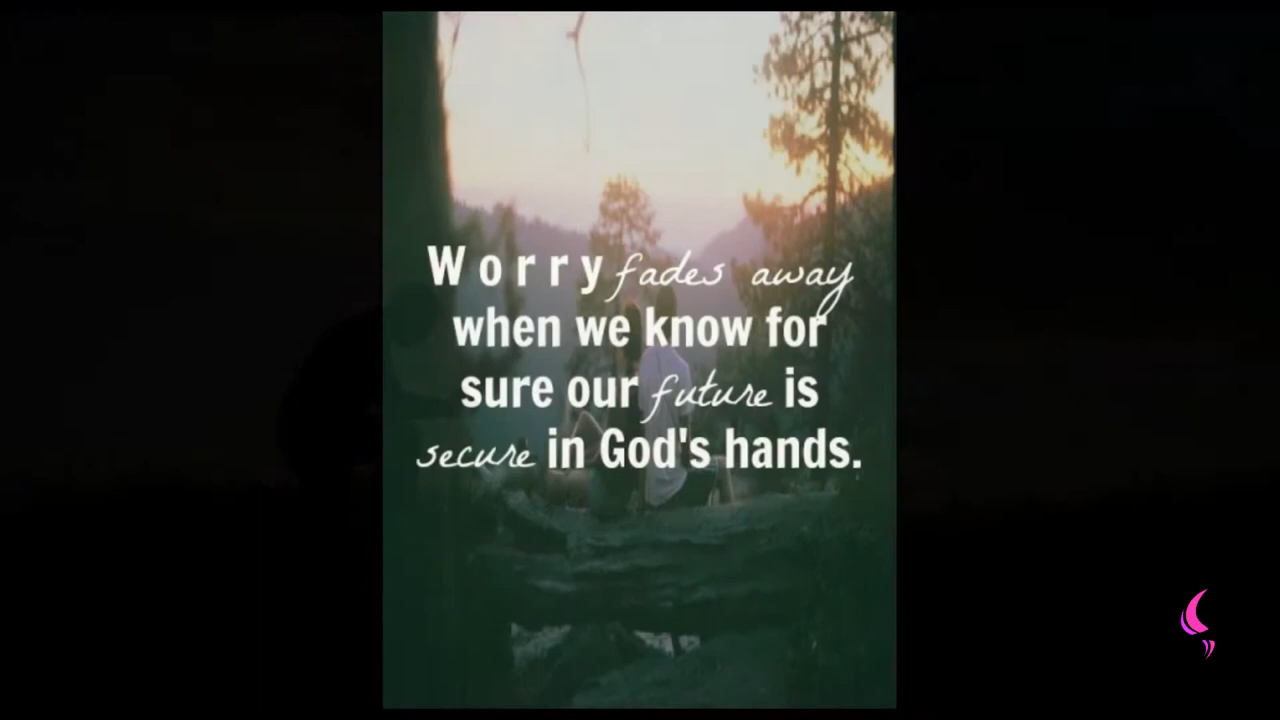 Worry fades away
when we know for
sure our future is
secure in God's hands.